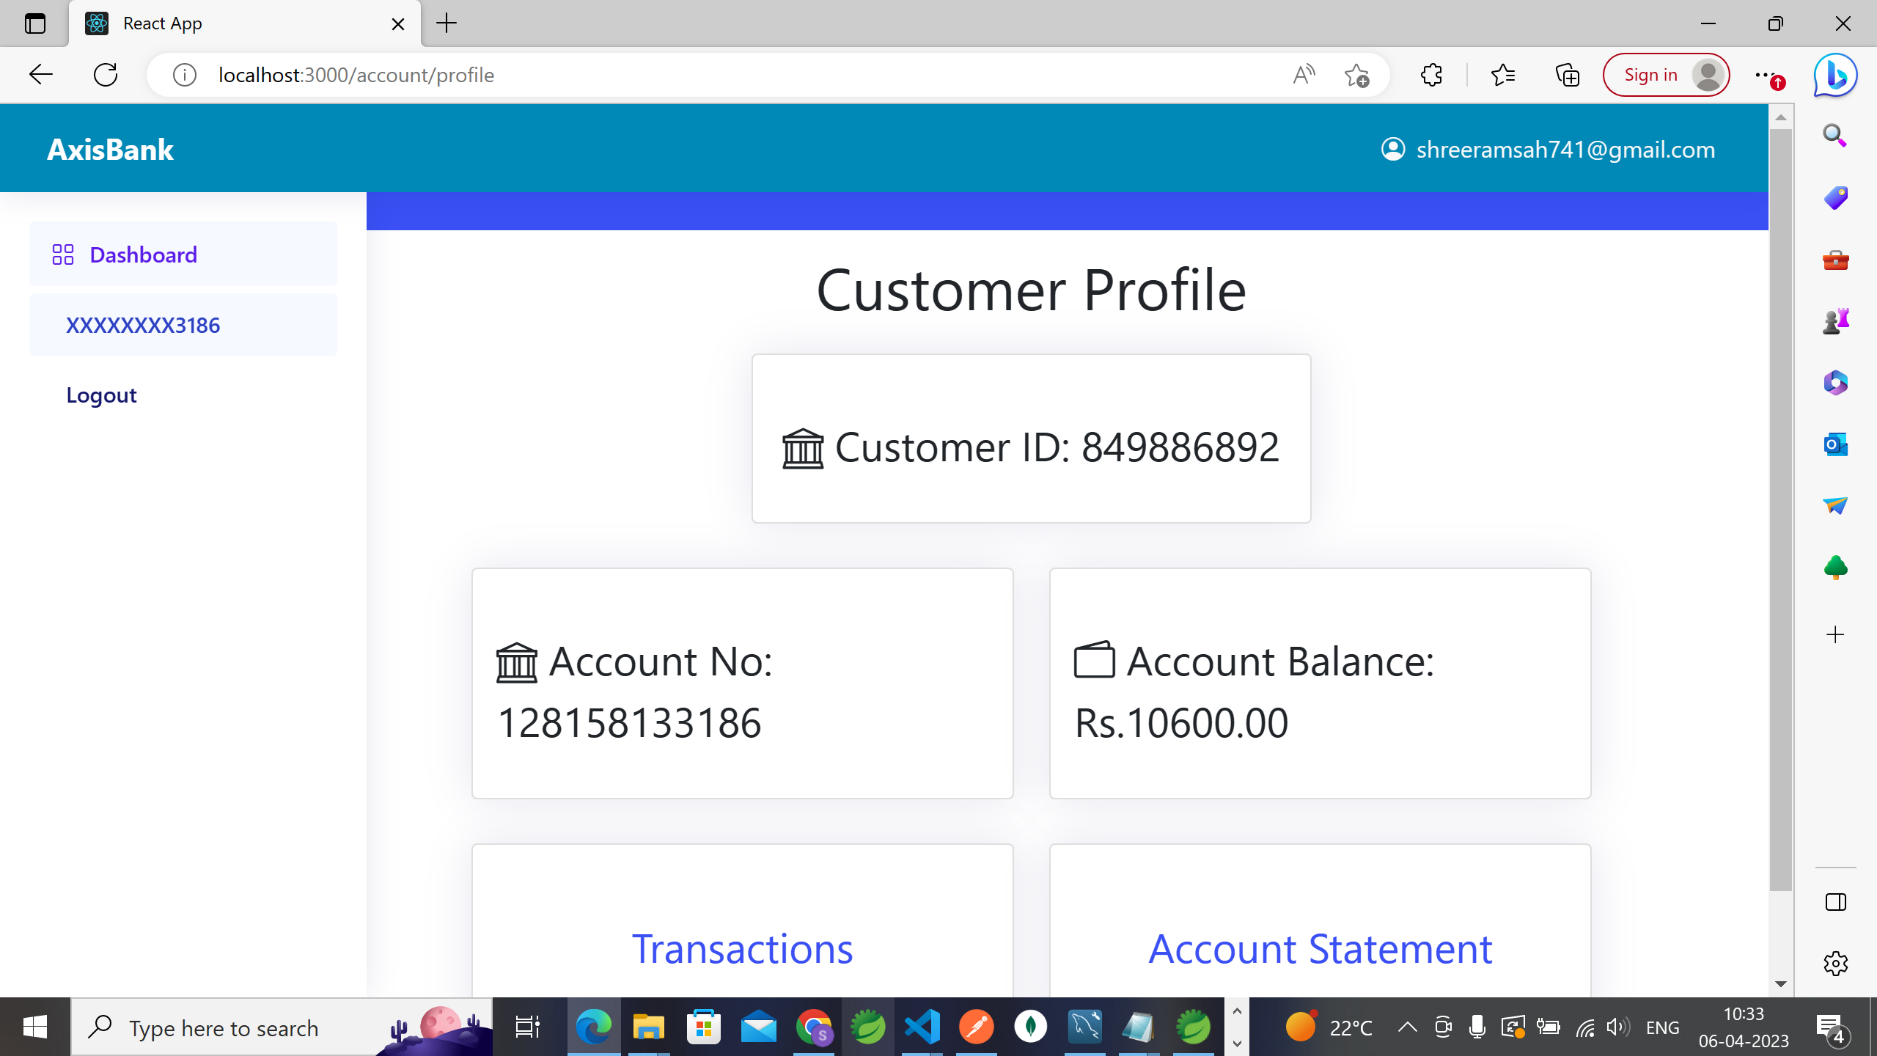 React App
localhost:3000/account/profile
Sign in
AxisBank
shreeramsah741@gmail.com
Dashboard
XXXXXXXX3186
Logout
Customer Profile
Customer ID: 849886892
Account No:
128158133186
Account Balance:
Rs.10600.00
Transactions
Account Statement
Type here to search
22°C
ENG
10:33
06-04-2023
4